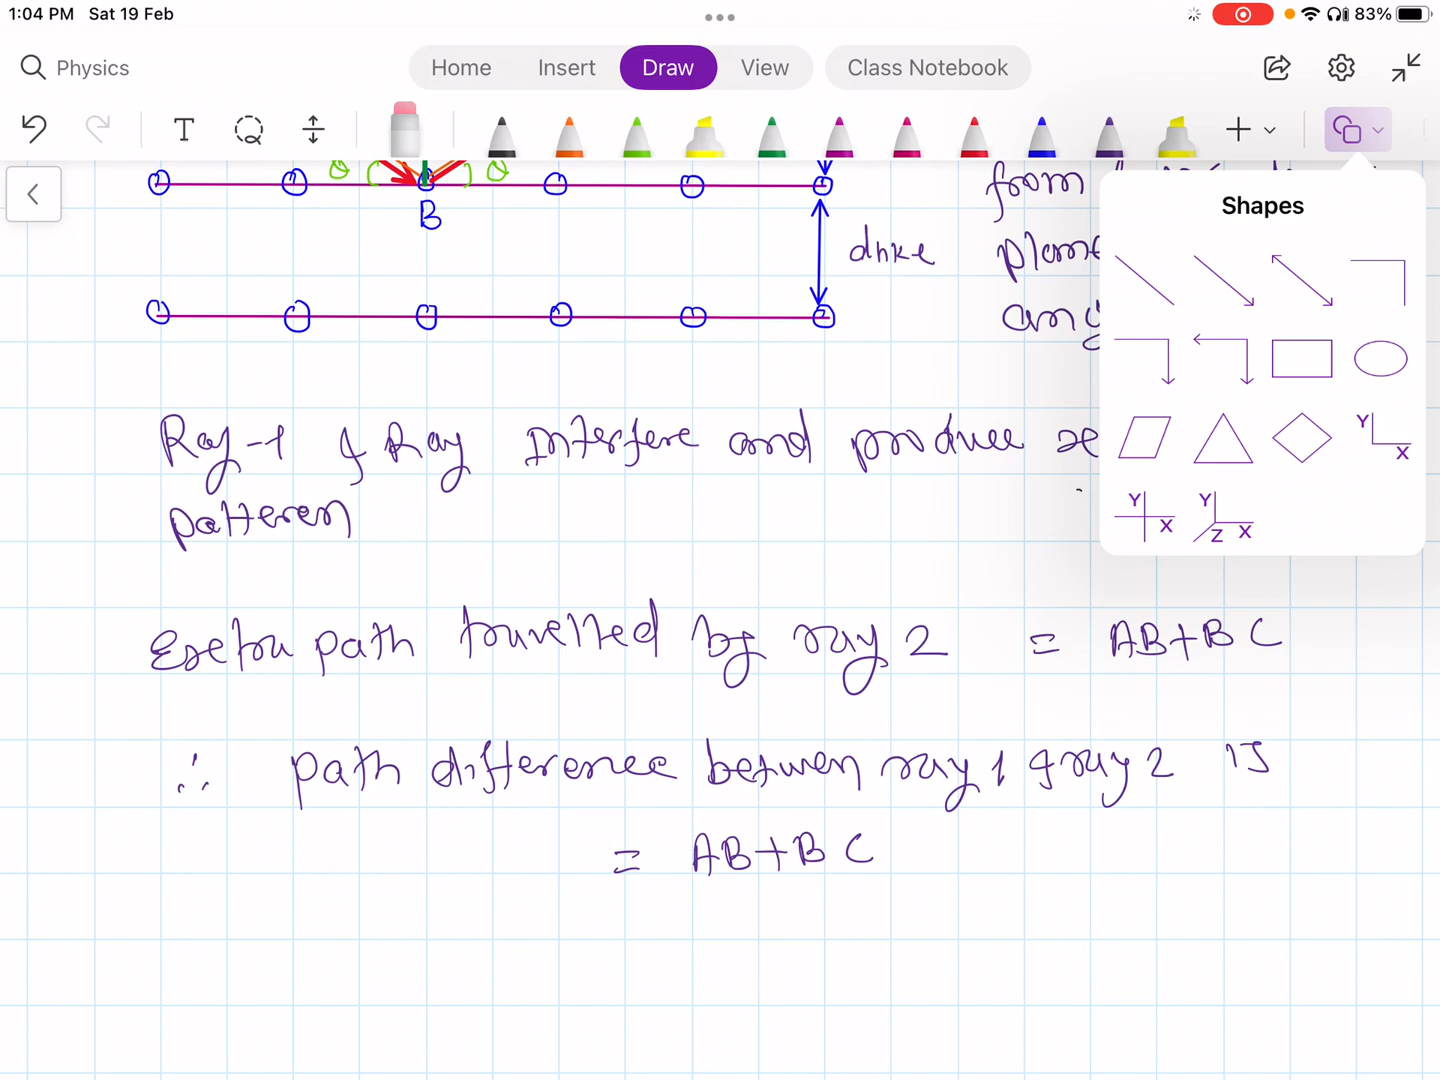 1:04 PM Sat 19 Feb
83%
Physics
Home Insert Draw View Class Notebook
T
Shapes
Y X
Y X
Y Z X
θ θ
B
dhkl
from
plane
Ray-1 & Ray Interfere and produce
patteren
Extra path travelled by ray 2 = AB+BC
∴ path difference between ray 1 & ray 2 is
= AB+BC